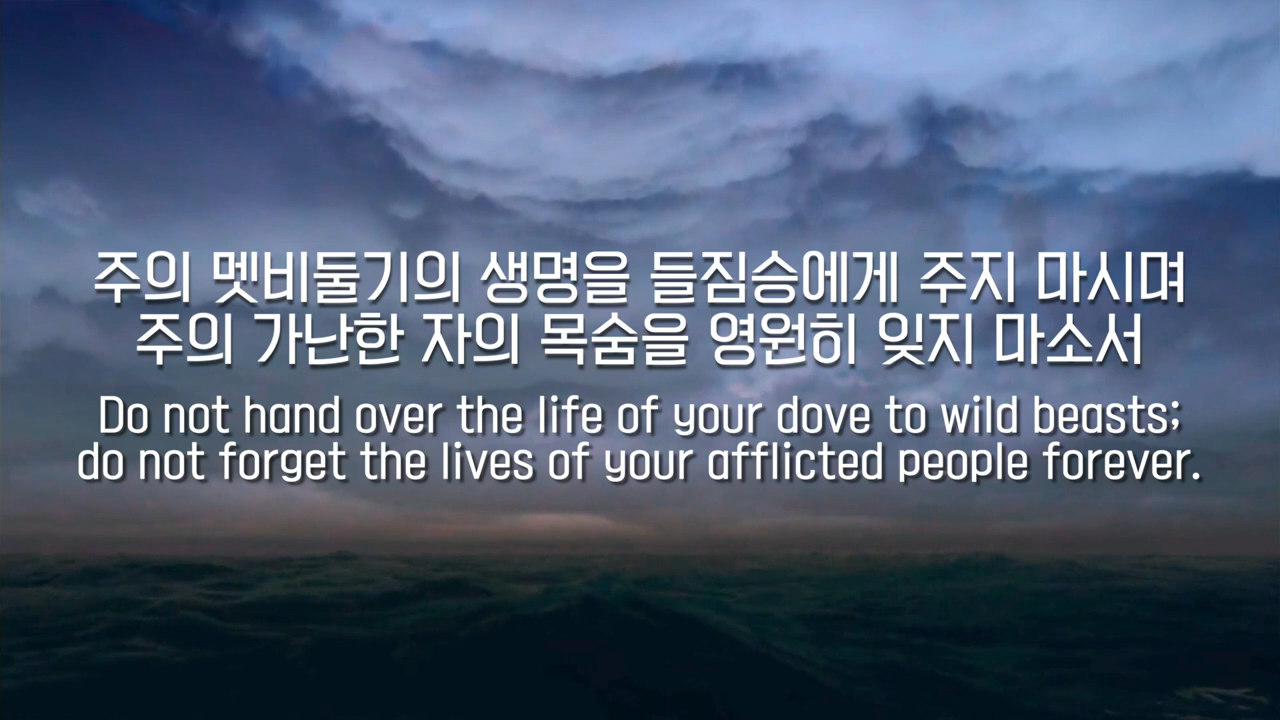 주의 멧비둘기의 생명을 들짐승에게 주지 마시며
주의 가난한 자의 목숨을 영원히 잊지 마소서
Do not hand over the life of your dove to wild beasts;
do not forget the lives of your afflicted people forever.